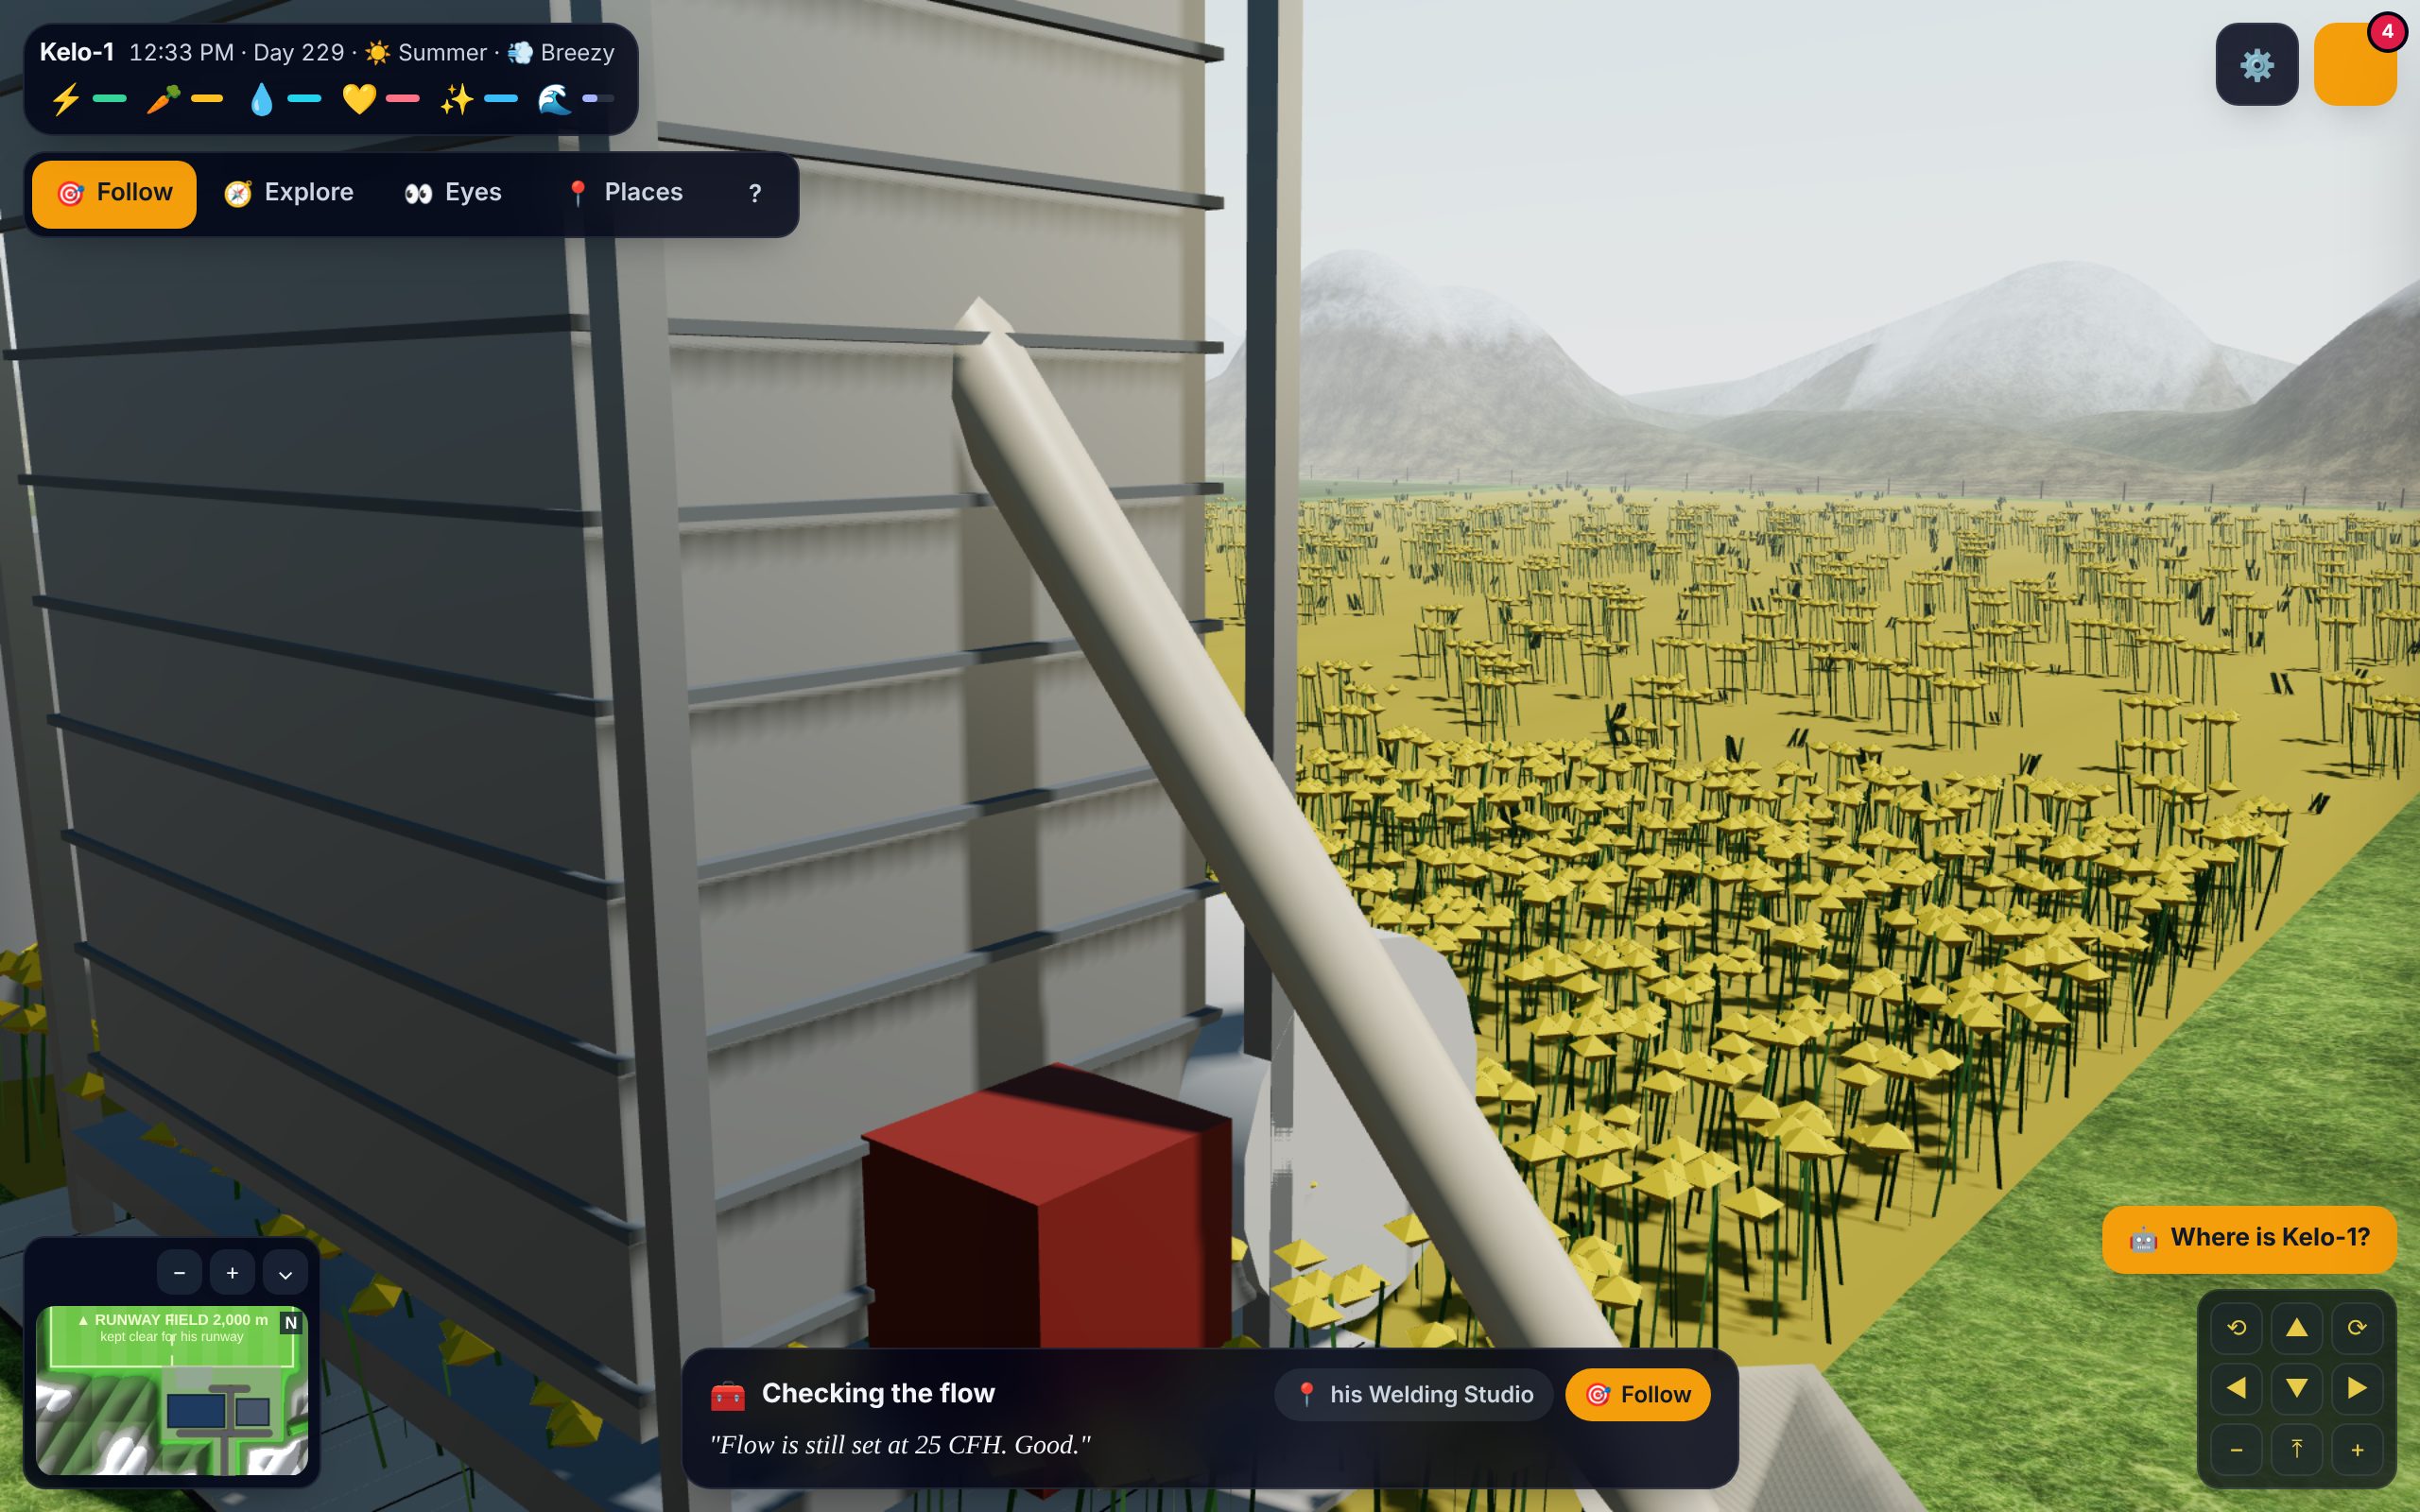 Kelo-1 12:33 PM · Day 229 · ☀️ Summer · 💨 Breezy
4
Follow
Explore
Eyes
Places
?
▲ RUNWAY FIELD 2,000 m
kept clear for his runway
N
Checking the flow
his Welding Studio
Follow
"Flow is still set at 25 CFH. Good."
Where is Kelo-1?